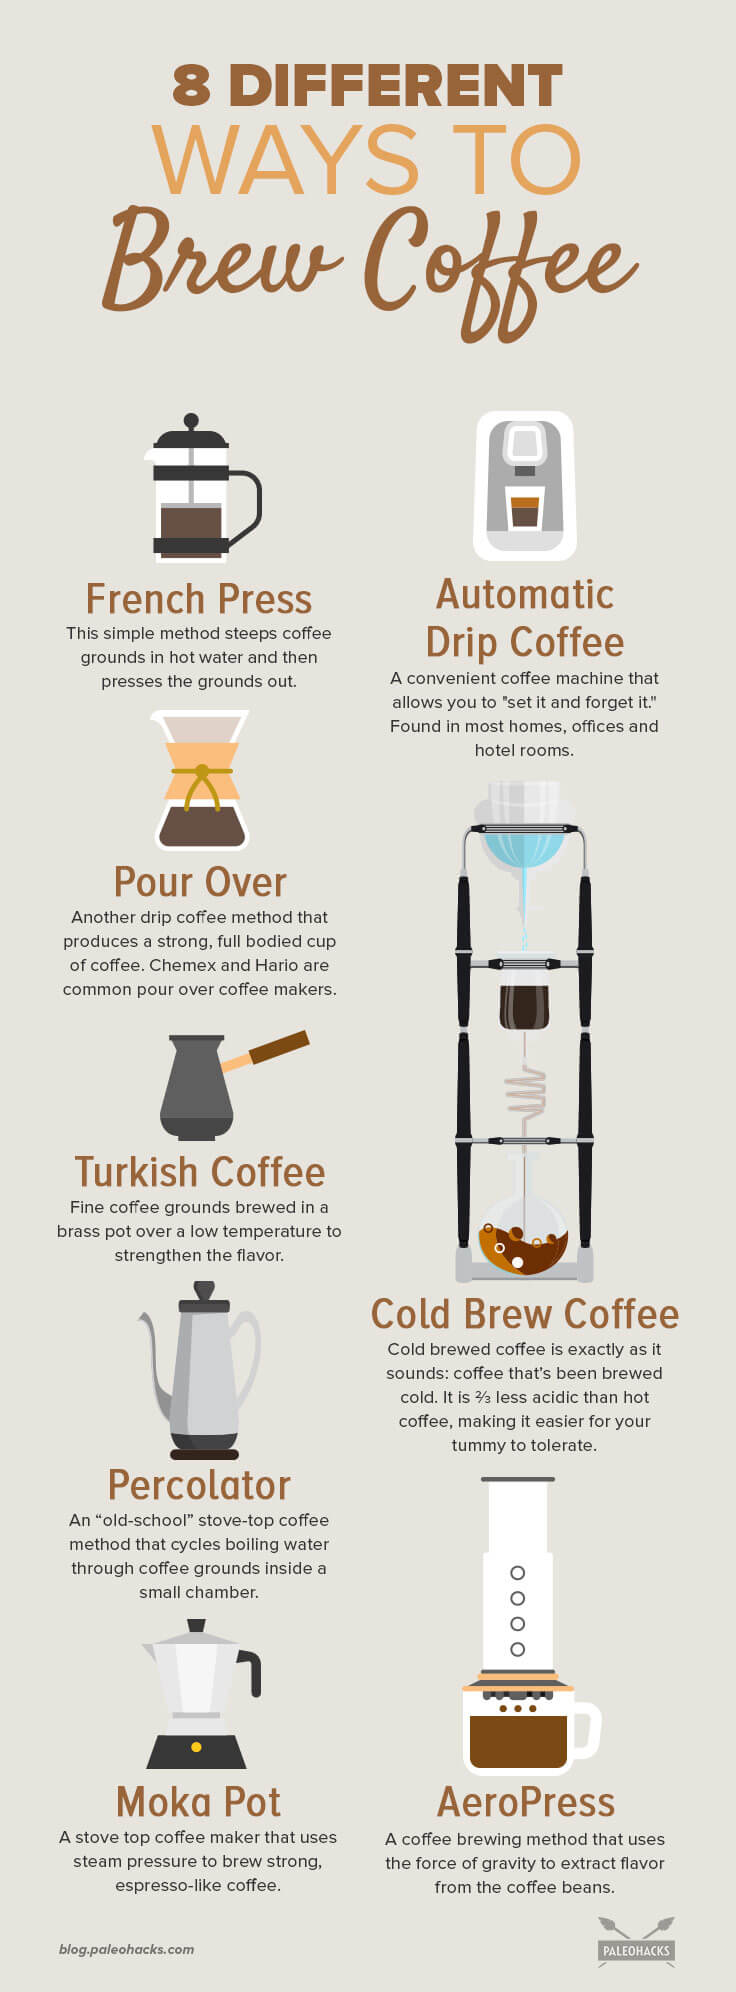 8 DIFFERENT
WAYS TO
Brew Coffee
French Press
This simple method steeps coffee
grounds in hot water and then
presses the grounds out.
Automatic
Drip Coffee
A convenient coffee machine that
allows you to "set it and forget it."
Found in most homes, offices and
hotel rooms.
Pour Over
Another drip coffee method that
produces a strong, full bodied cup
of coffee. Chemex and Hario are
common pour over coffee makers.
Turkish Coffee
Fine coffee grounds brewed in a
brass pot over a low temperature to
strengthen the flavor.
Cold Brew Coffee
Cold brewed coffee is exactly as it
sounds: coffee that’s been brewed
cold. It is ⅔ less acidic than hot
coffee, making it easier for your
tummy to tolerate.
Percolator
An “old-school” stove-top coffee
method that cycles boiling water
through coffee grounds inside a
small chamber.
Moka Pot
A stove top coffee maker that uses
steam pressure to brew strong,
espresso-like coffee.
AeroPress
A coffee brewing method that uses
the force of gravity to extract flavor
from the coffee beans.
blog.paleohacks.com
PALEOHACKS